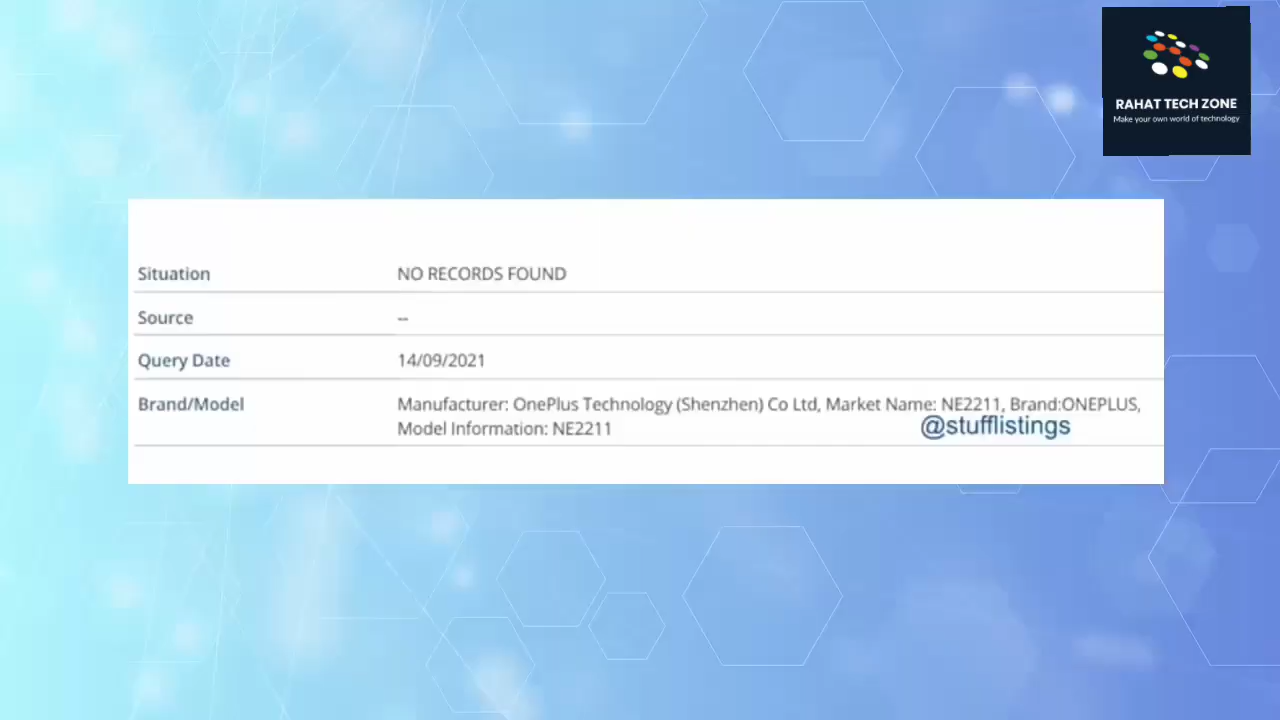 RAHAT TECH ZONE
Make your own world of technology
Situation NO RECORDS FOUND
Source --
Query Date 14/09/2021
Brand/Model Manufacturer: OnePlus Technology (Shenzhen) Co Ltd, Market Name: NE2211, Brand:ONEPLUS,
Model Information: NE2211
@stufflistings